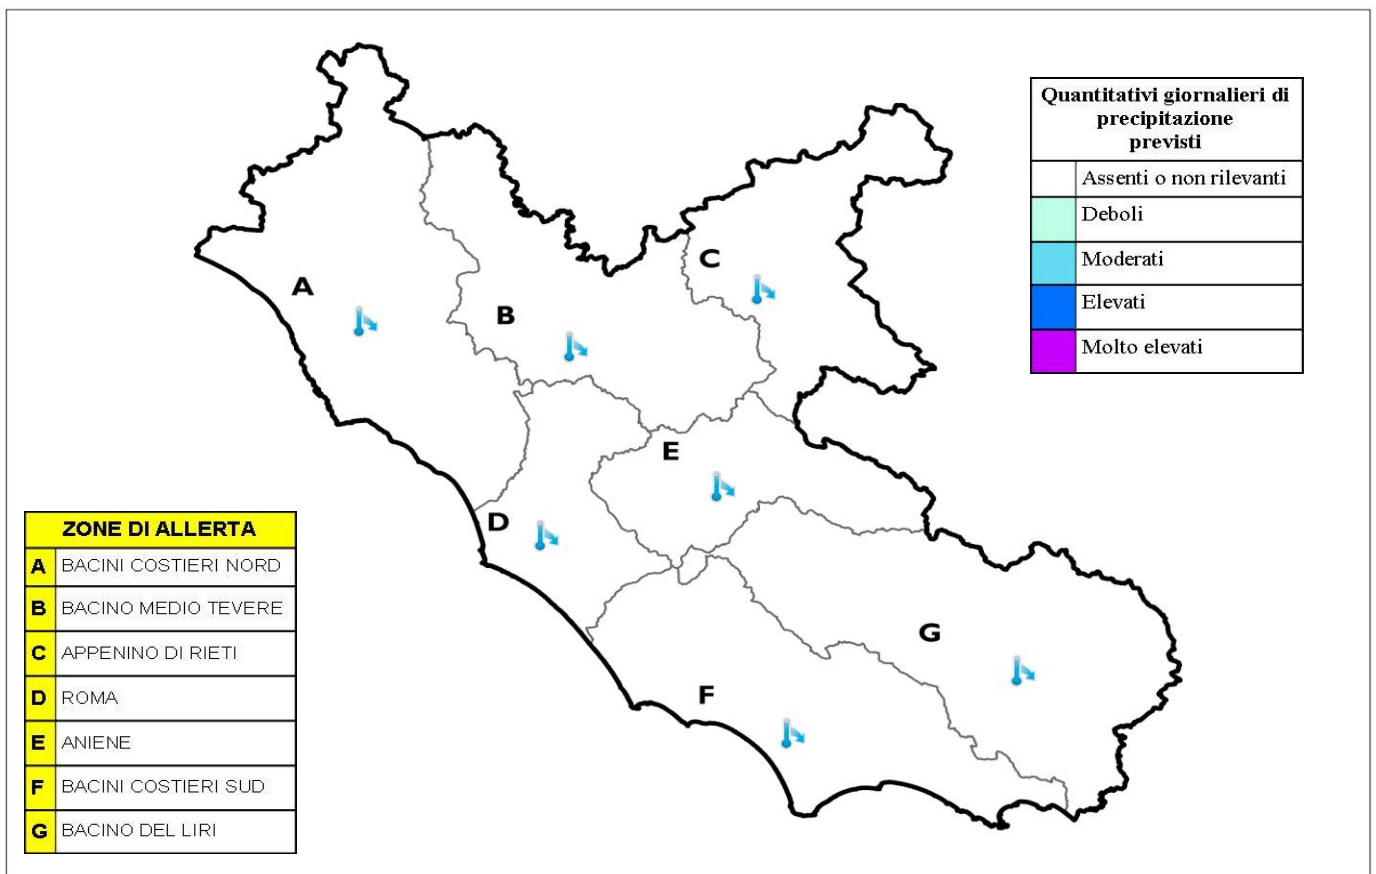 Quantitativi giornalieri di
precipitazione
previsti
Assenti o non rilevanti
Deboli
Moderati
Elevati
Molto elevati
C
A
B
E
D
G
F
ZONE DI ALLERTA
A BACINI COSTIERI NORD
B BACINO MEDIO TEVERE
C APPENINO DI RIETI
D ROMA
E ANIENE
F BACINI COSTIERI SUD
G BACINO DEL LIRI